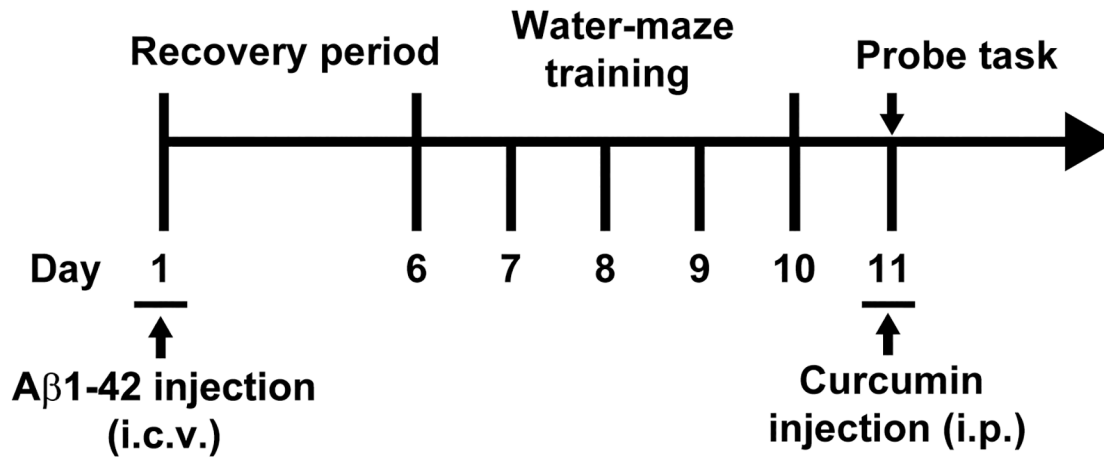 Recovery period
Water-maze
training
Probe task
Day 1 6 7 8 9 10 11
Aβ1-42 injection
(i.c.v.)
Curcumin
injection (i.p.)